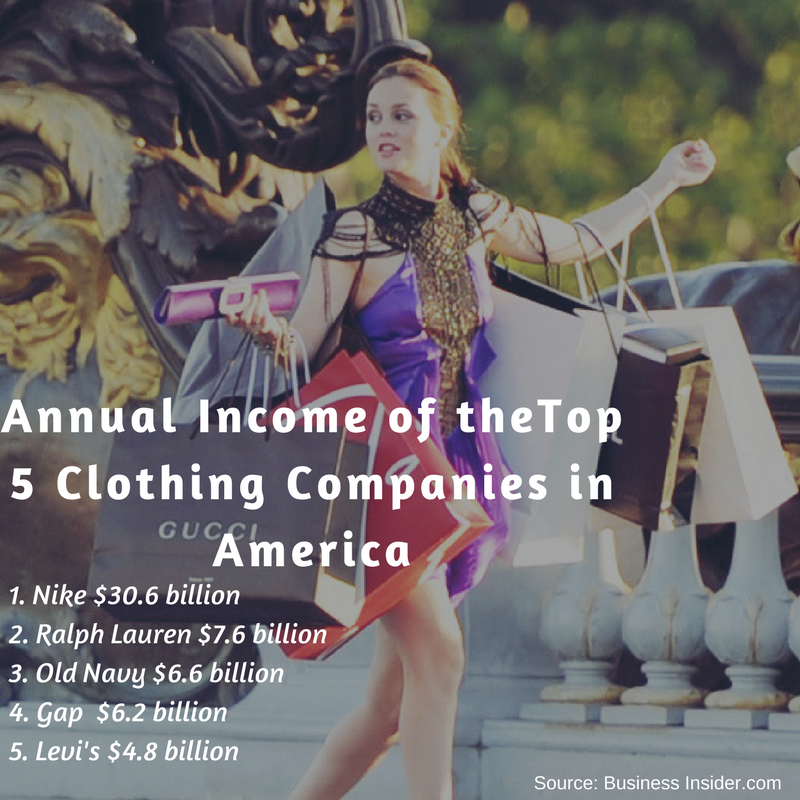 Annual Income of theTop
5 Clothing Companies in
GUCCI
America
1. Nike $30.6 billion
2. Ralph Lauren $7.6 billion
3. Old Navy $6.6 billion
4. Gap  $6.2 billion
5. Levi's $4.8 billion
Source: Business Insider.com